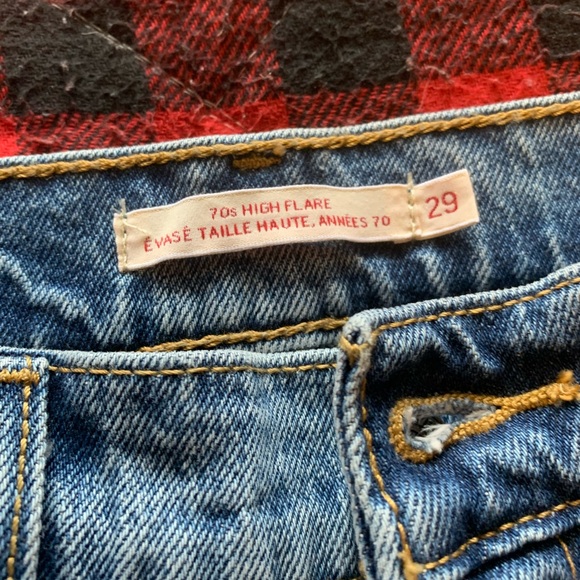 70s HIGH FLARE
ÉVASÉ TAILLE HAUTE, ANNÉES 70
29